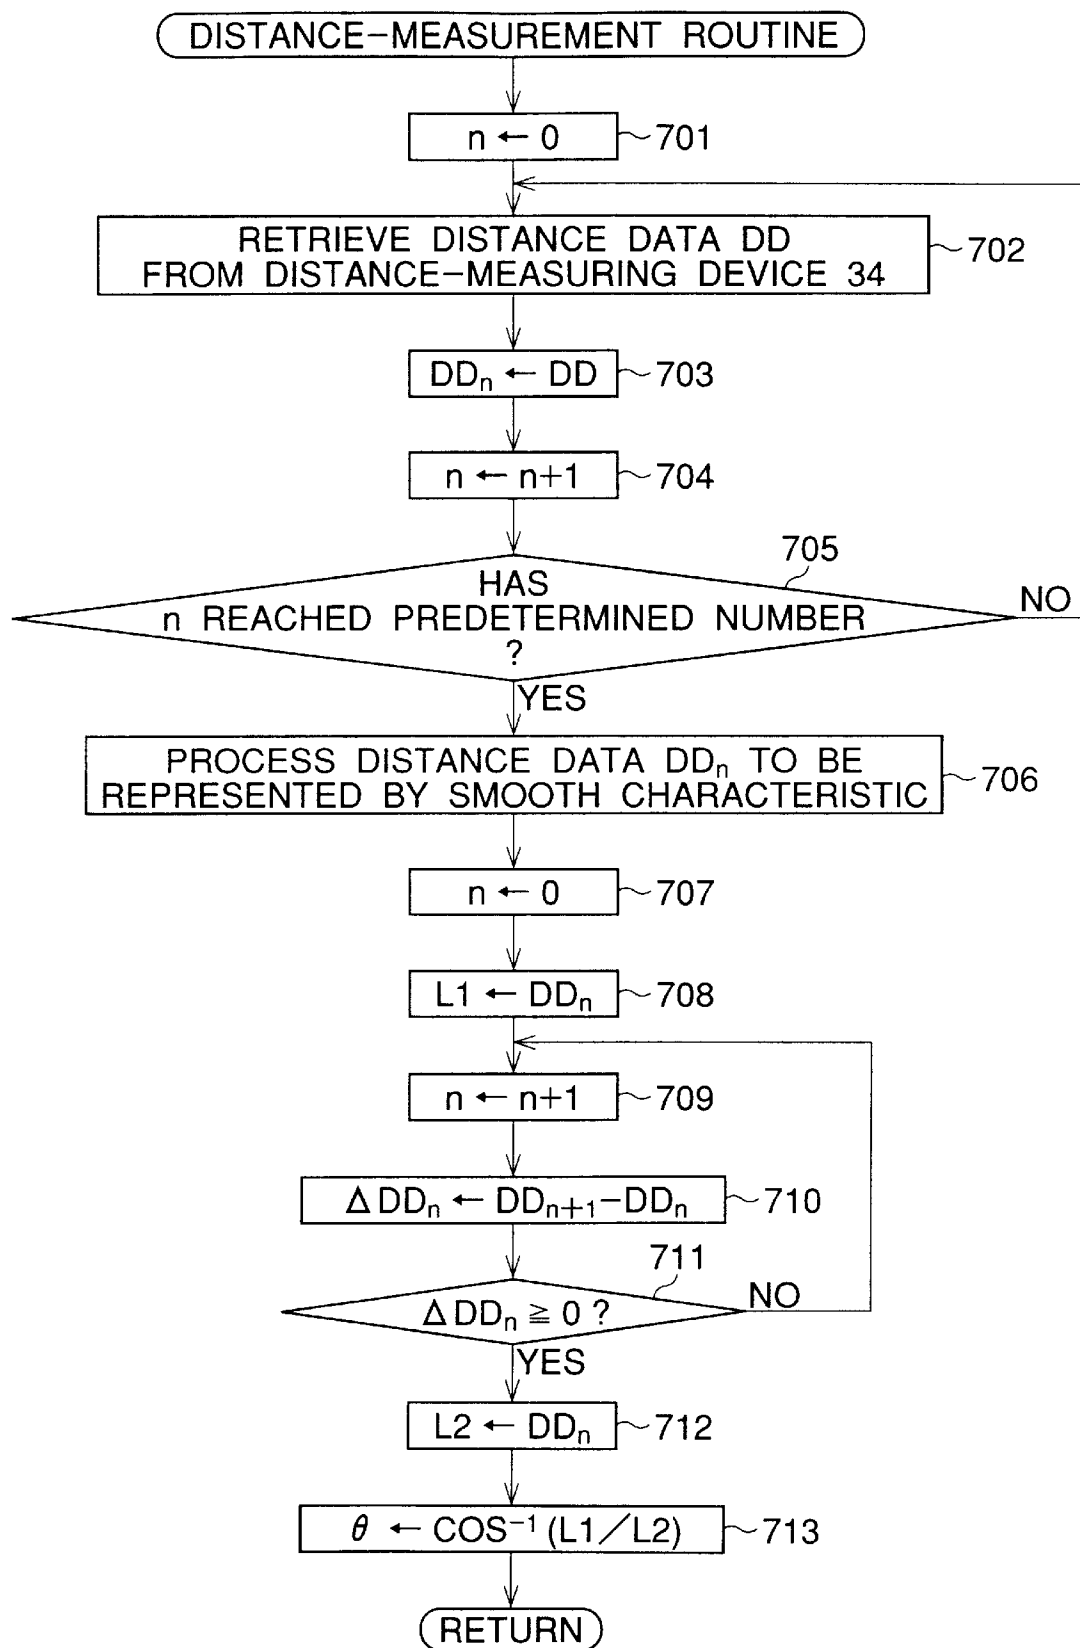 DISTANCE-MEASUREMENT ROUTINE
n ← 0
701
RETRIEVE DISTANCE DATA DD
FROM DISTANCE-MEASURING DEVICE 34
702
DDn ← DD
703
n ← n+1
704
705
HAS
n REACHED PREDETERMINED NUMBER
?
NO
YES
PROCESS DISTANCE DATA DDn TO BE
REPRESENTED BY SMOOTH CHARACTERISTIC
706
n ← 0
707
L1 ← DDn
708
n ← n+1
709
ΔDDn ← DDn+1-DDn
710
711
ΔDDn ≧ 0 ?
NO
YES
L2 ← DDn
712
θ ← COS⁻¹ (L1/L2)
713
RETURN